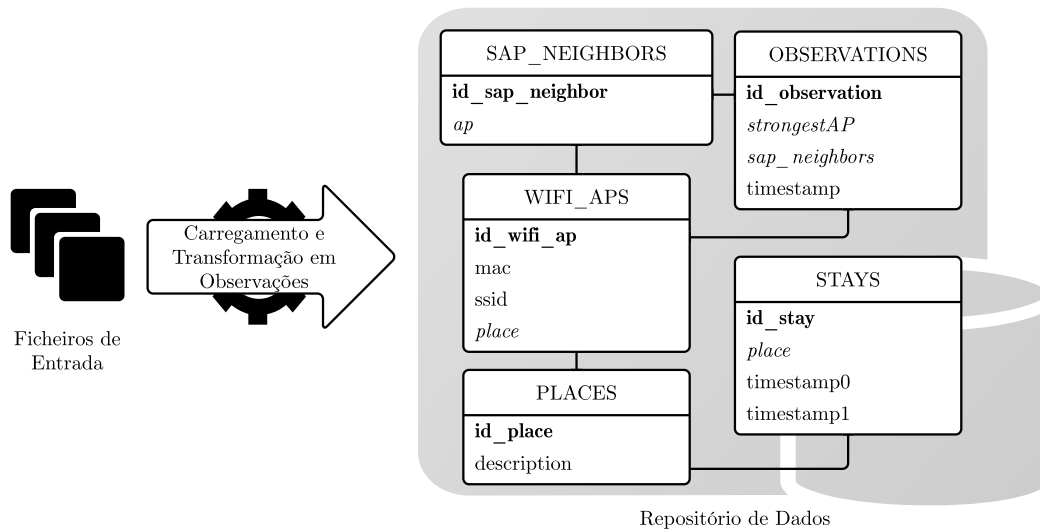 Ficheiros de
Entrada
Carregamento e
Transformação em
Observações
SAP_NEIGHBORS
id_sap_neighbor
ap
OBSERVATIONS
id_observation
strongestAP
sap_neighbors
timestamp
WIFI_APS
id_wifi_ap
mac
ssid
place
STAYS
id_stay
place
timestamp0
timestamp1
PLACES
id_place
description
Repositório de Dados